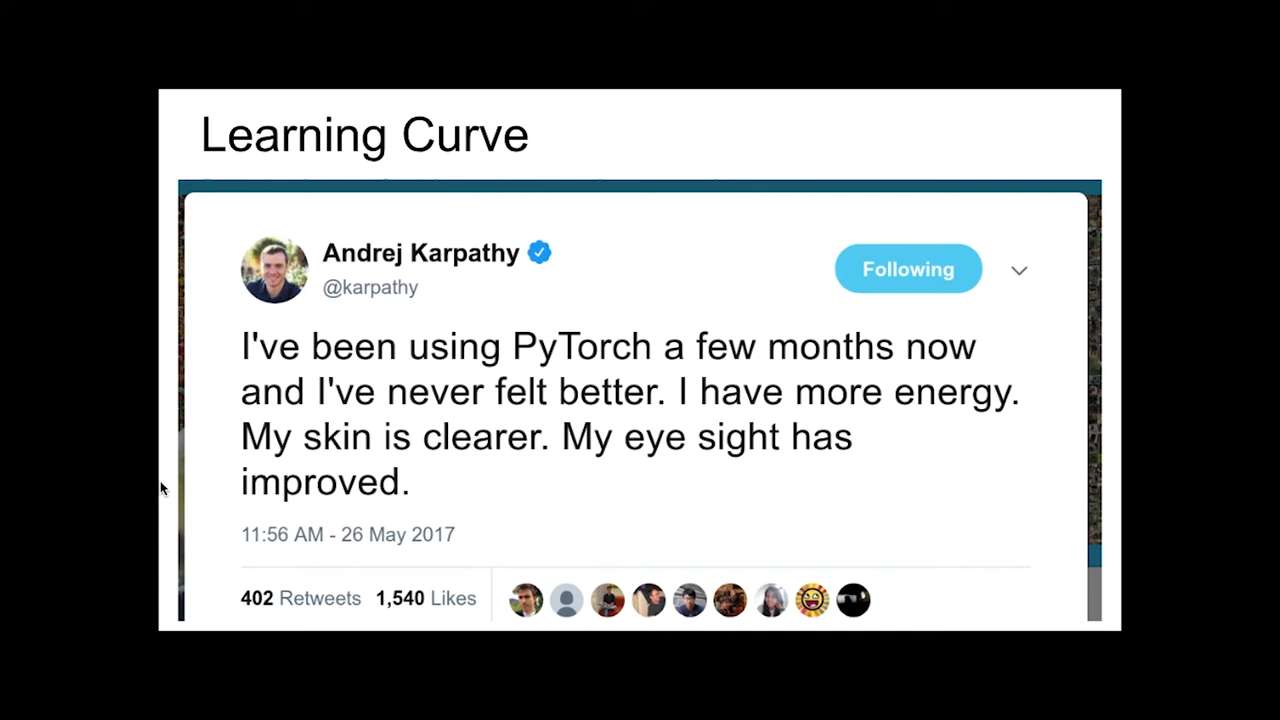 Learning Curve
Andrej Karpathy
@karpathy
Following
I've been using PyTorch a few months now
and I've never felt better. I have more energy.
My skin is clearer. My eye sight has
improved.
11:56 AM - 26 May 2017
402 Retweets 1,540 Likes